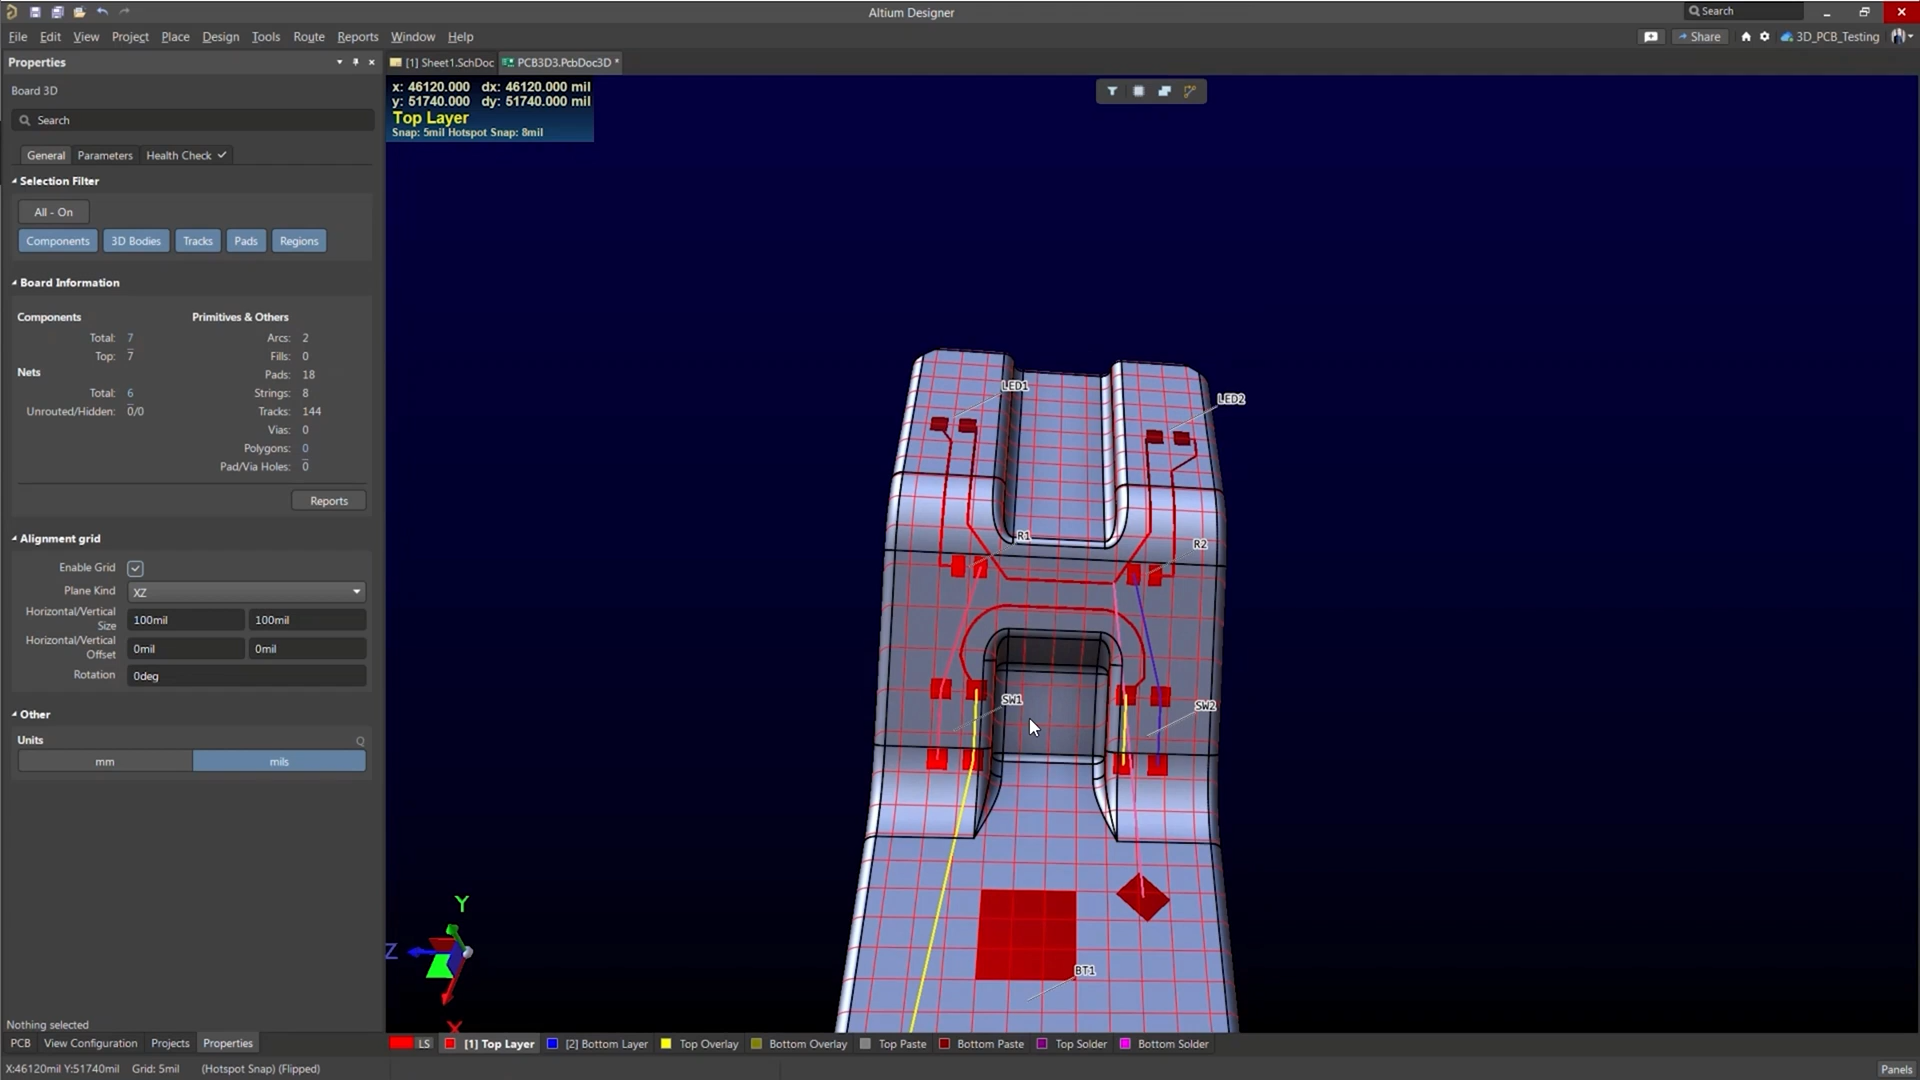 Altium Designer
Search
File Edit View Project Place Design Tools Route Reports Window Help
Share
3D_PCB_Testing
Properties
[1] Sheet1.SchDoc
PCB3D3.PcbDoc3D *
Board 3D
Search
General Parameters Health Check
Selection Filter
All - On
Components 3D Bodies Tracks Pads Regions
Board Information
Components
Total: 7
Top: 7
Nets
Total: 6
Unrouted/Hidden: 0/0
Primitives & Others
Arcs: 2
Fills: 0
Pads: 18
Strings: 8
Tracks: 144
Vias: 0
Polygons: 0
Pad/Via Holes: 0
Reports
Alignment grid
Enable Grid
Plane Kind XZ
Horizontal/Vertical Size 100mil 100mil
Horizontal/Vertical Offset 0mil 0mil
Rotation 0deg
Other
Units
mm mils
x: 46120.000 dx: 46120.000 mil
y: 51740.000 dy: 51740.000 mil
Top Layer
Snap: 5mil Hotspot Snap: 8mil
LED1
LED2
R1
R2
SW1
SW2
BT1
Y
Z
X
Nothing selected
PCB View Configuration Projects Properties
LS [1] Top Layer [2] Bottom Layer Top Overlay Bottom Overlay Top Paste Bottom Paste Top Solder Bottom Solder
X:46120mil Y:51740mil Grid: 5mil (Hotspot Snap) (Flipped)
Panels